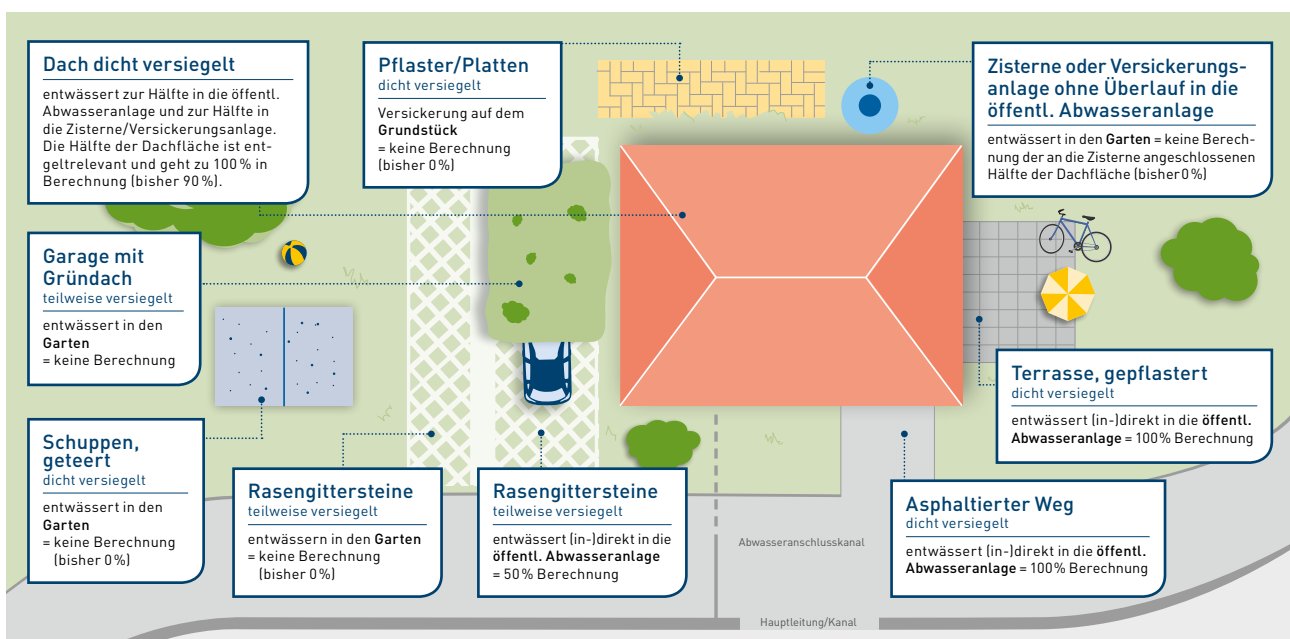 Dach dicht versiegelt
entwässert zur Hälfte in die öffentl.
Abwasseranlage und zur Hälfte in
die Zisterne/Versickerungsanlage.
Die Hälfte der Dachfläche ist ent-
geltrelevant und geht zu 100% in
Berechnung (bisher 90%).
Pflaster/Platten
dicht versiegelt
Versickerung auf dem
Grundstück
= keine Berechnung
(bisher 0%)
Zisterne oder Versickerungs-
anlage ohne Überlauf in die
öffentl. Abwasseranlage
entwässert in den Garten = keine Berech-
nung der an die Zisterne angeschlossenen
Hälfte der Dachfläche (bisher 0%)
Garage mit
Gründach
teilweise versiegelt
entwässert in den
Garten
= keine Berechnung
Schuppen,
geteert
dicht versiegelt
entwässert in den
Garten
= keine Berechnung
(bisher 0%)
Rasengittersteine
teilweise versiegelt
entwässern in den Garten
= keine Berechnung
(bisher 0%)
Rasengittersteine
teilweise versiegelt
entwässert (in-)direkt in die
öffentl. Abwasseranlage
= 50% Berechnung
Terrasse, gepflastert
dicht versiegelt
entwässert (in-)direkt in die öffentl.
Abwasseranlage = 100% Berechnung
Asphaltierter Weg
dicht versiegelt
entwässert (in-)direkt in die öffentl.
Abwasseranlage = 100% Berechnung
Abwasseranschlusskanal
Hauptleitung/Kanal